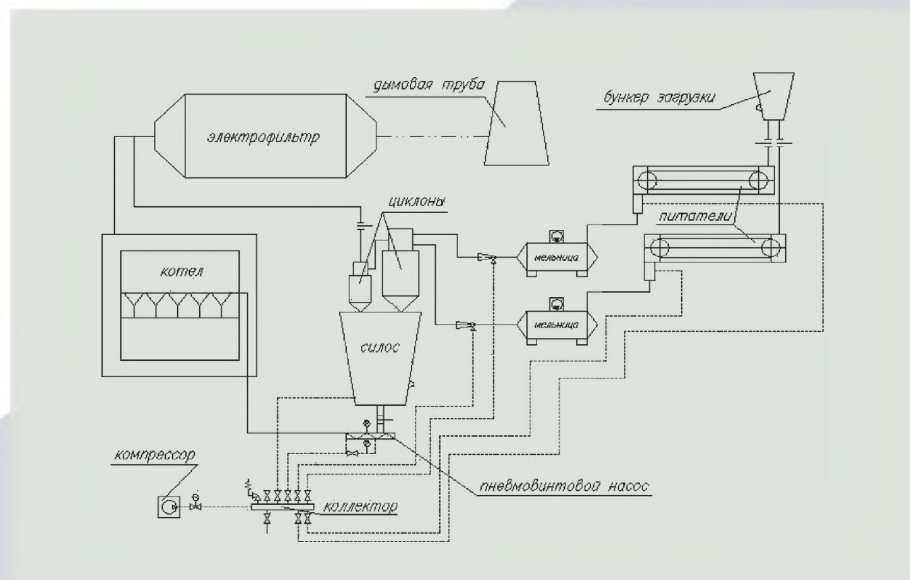 дымовая труба
бункер загрузки
электрофильтр
циклоны
питатели
котел
мельница
мельница
силос
компрессор
пневмовинтовой насос
коллектор